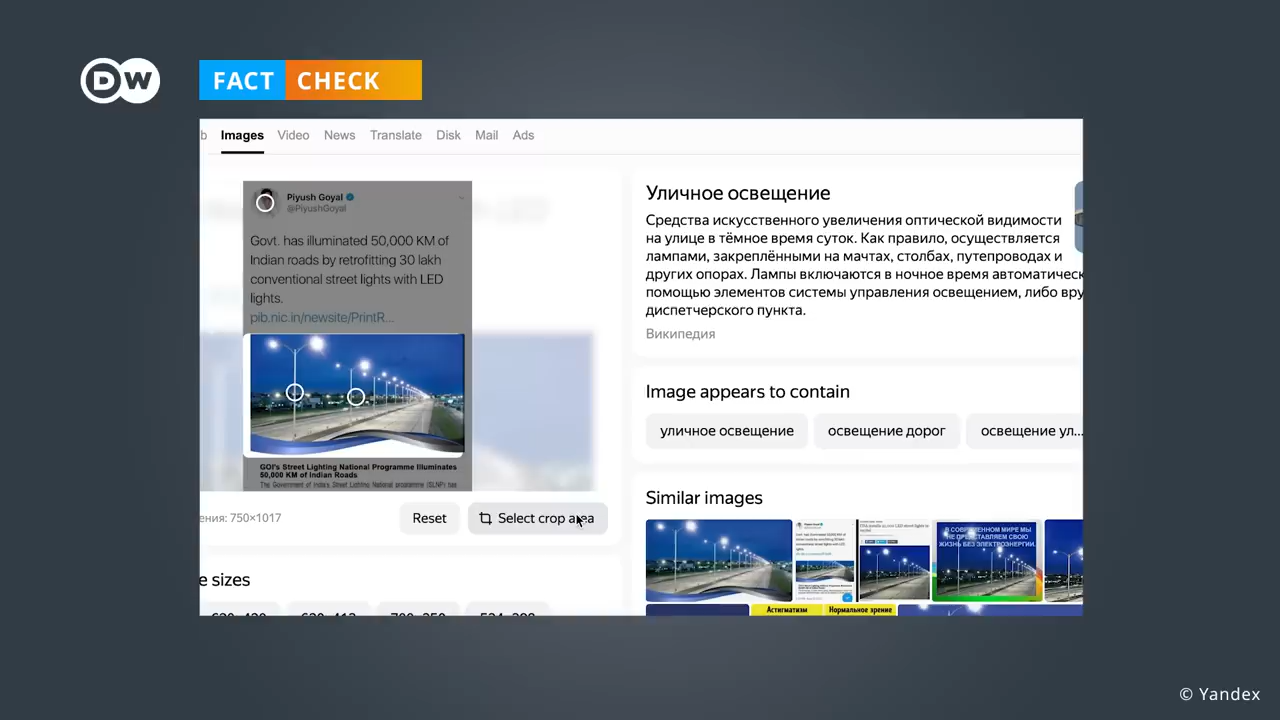 DW
FACT CHECK
b Images Video News Translate Disk Mail Ads
Piyush Goyal
@PiyushGoyal
Govt. has illuminated 50,000 KM of
Indian roads by retrofitting 30 lakh
conventional street lights with LED
lights.
pib.nic.in/newsite/PrintR...
GOI's Street Lighting National Programme Illuminates
50,000 KM of Indian Roads
The Government of India's Street Lighting National programme (SLNP) has
ения: 750×1017
Reset
Select crop area
e sizes
Уличное освещение
Средства искусственного увеличения оптической видимости
на улице в тёмное время суток. Как правило, осуществляется
лампами, закреплёнными на мачтах, столбах, путепроводах и
других опорах. Лампы включаются в ночное время автоматическ
помощью элементов системы управления освещением, либо вру
диспетчерского пункта.
Википедия
Image appears to contain
уличное освещение
освещение дорог
освещение ул...
Similar images
В СОВРЕМЕННОМ МИРЕ МЫ
НЕ ПРЕДСТАВЛЯЕМ СВОЮ
ЖИЗНЬ БЕЗ ЭЛЕКТРОЭНЕРГИИ.
Астигматизм
Нормальное зрение
© Yandex